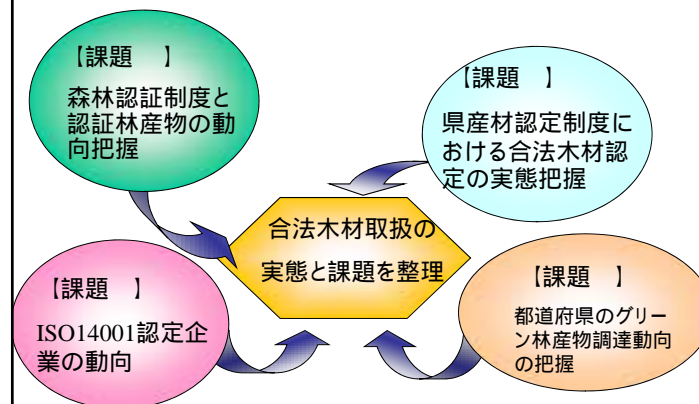 【課題　】
森林認証制度と
認証林産物の動
向把握
【課題　】
県産材認定制度に
おける合法木材認
定の実態把握
合法木材取扱の
実態と課題を整理
【課題　】
ISO14001認定企
業の動向
【課題　】
都道府県のグリー
ン林産物調達動向
の把握